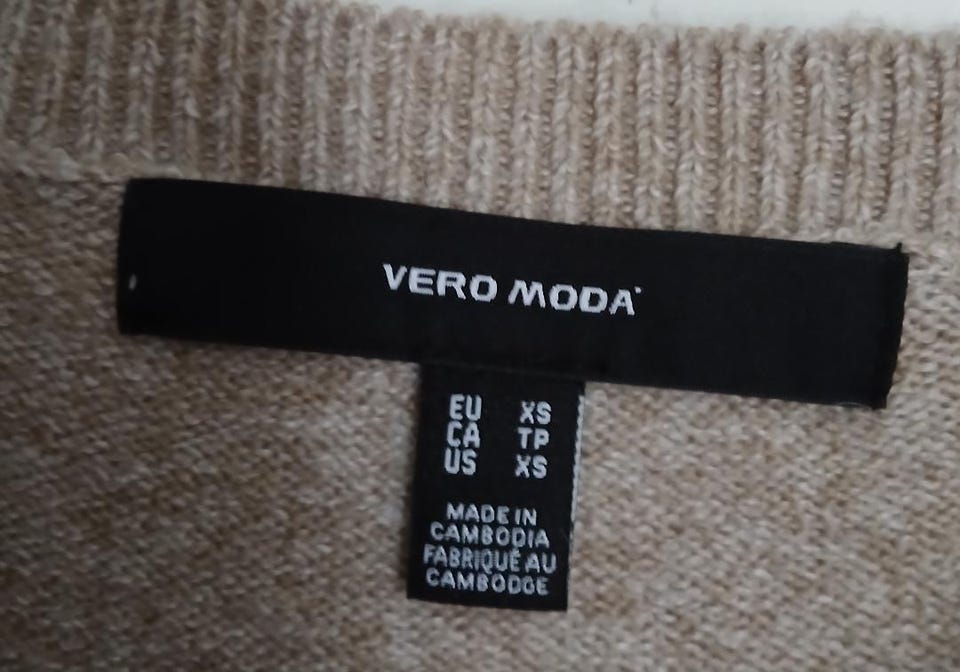 VERO MODA
EU XS
CA TP
US XS
MADE IN
CAMBODIA
FABRIQUÉ AU
CAMBODGE